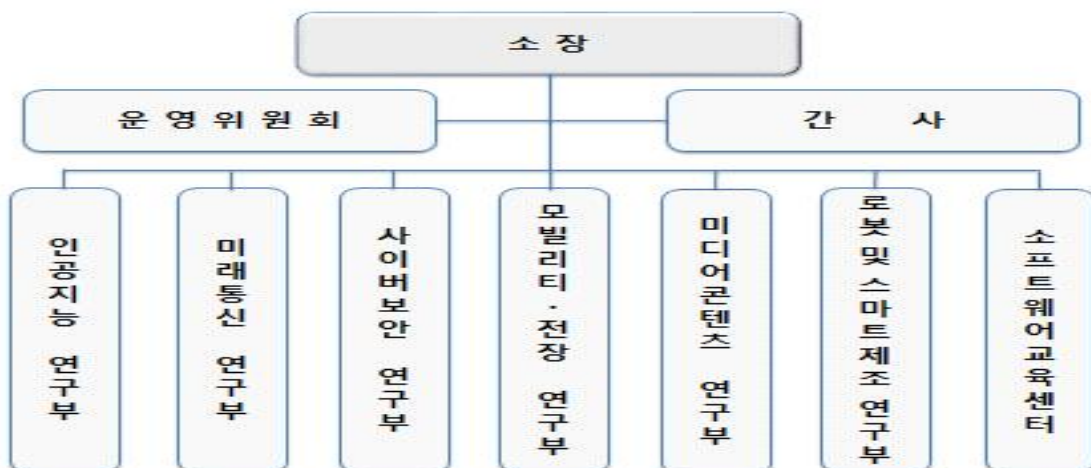 소 장
운 영 위 원 회
간 사
인공지능 연구부
미래통신 연구부
사이버보안 연구부
모빌리티·전장 연구부
미디어콘텐츠 연구부
로봇 및 스마트제조 연구부
소프트웨어교육센터